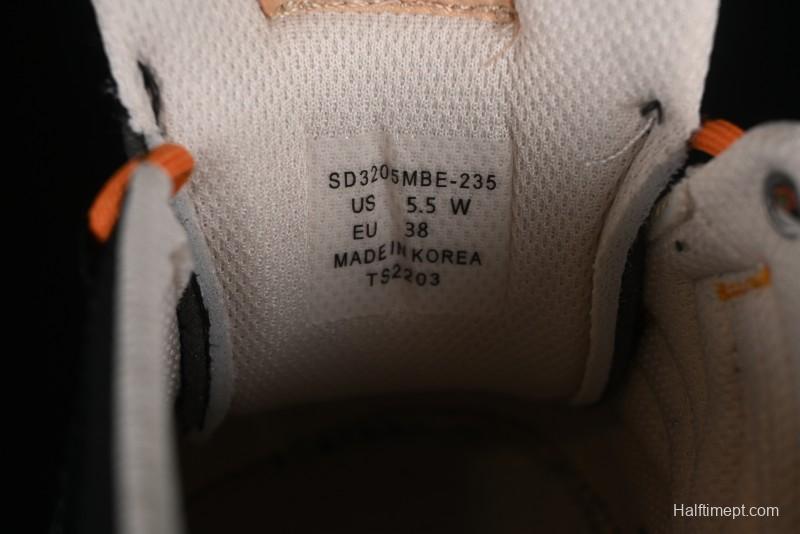 SD3205MBE-235
US 5.5 W
EU 38
MADE IN KOREA
TS2203
Halftimept.com